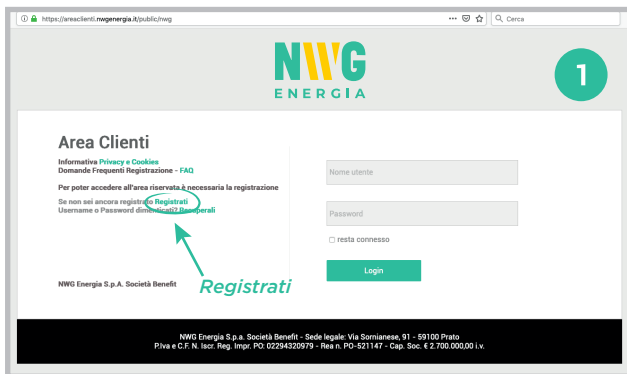 https://areaclienti.nwgenergia.it/public/nwg
Cerca
NWG
ENERGIA
1
Area Clienti
Informativa Privacy e Cookies
Domande Frequenti Registrazione - FAQ
Per poter accedere all'area riservata è necessaria la registrazione
Se non sei ancora registrato Registrati
Username o Password dimenticati? Recuperali
NWG Energia S.p.A. Società Benefit
Registrati
Nome utente
Password
resta connesso
Login
NWG Energia S.p.a. Società Benefit - Sede legale: Via Sornianese, 91 - 59100 Prato
P.Iva e C.F. N. Iscr. Reg. Impr. PO: 02294320979 - Rea n. PO-521147 - Cap. Soc. € 2.700.000,00 i.v.